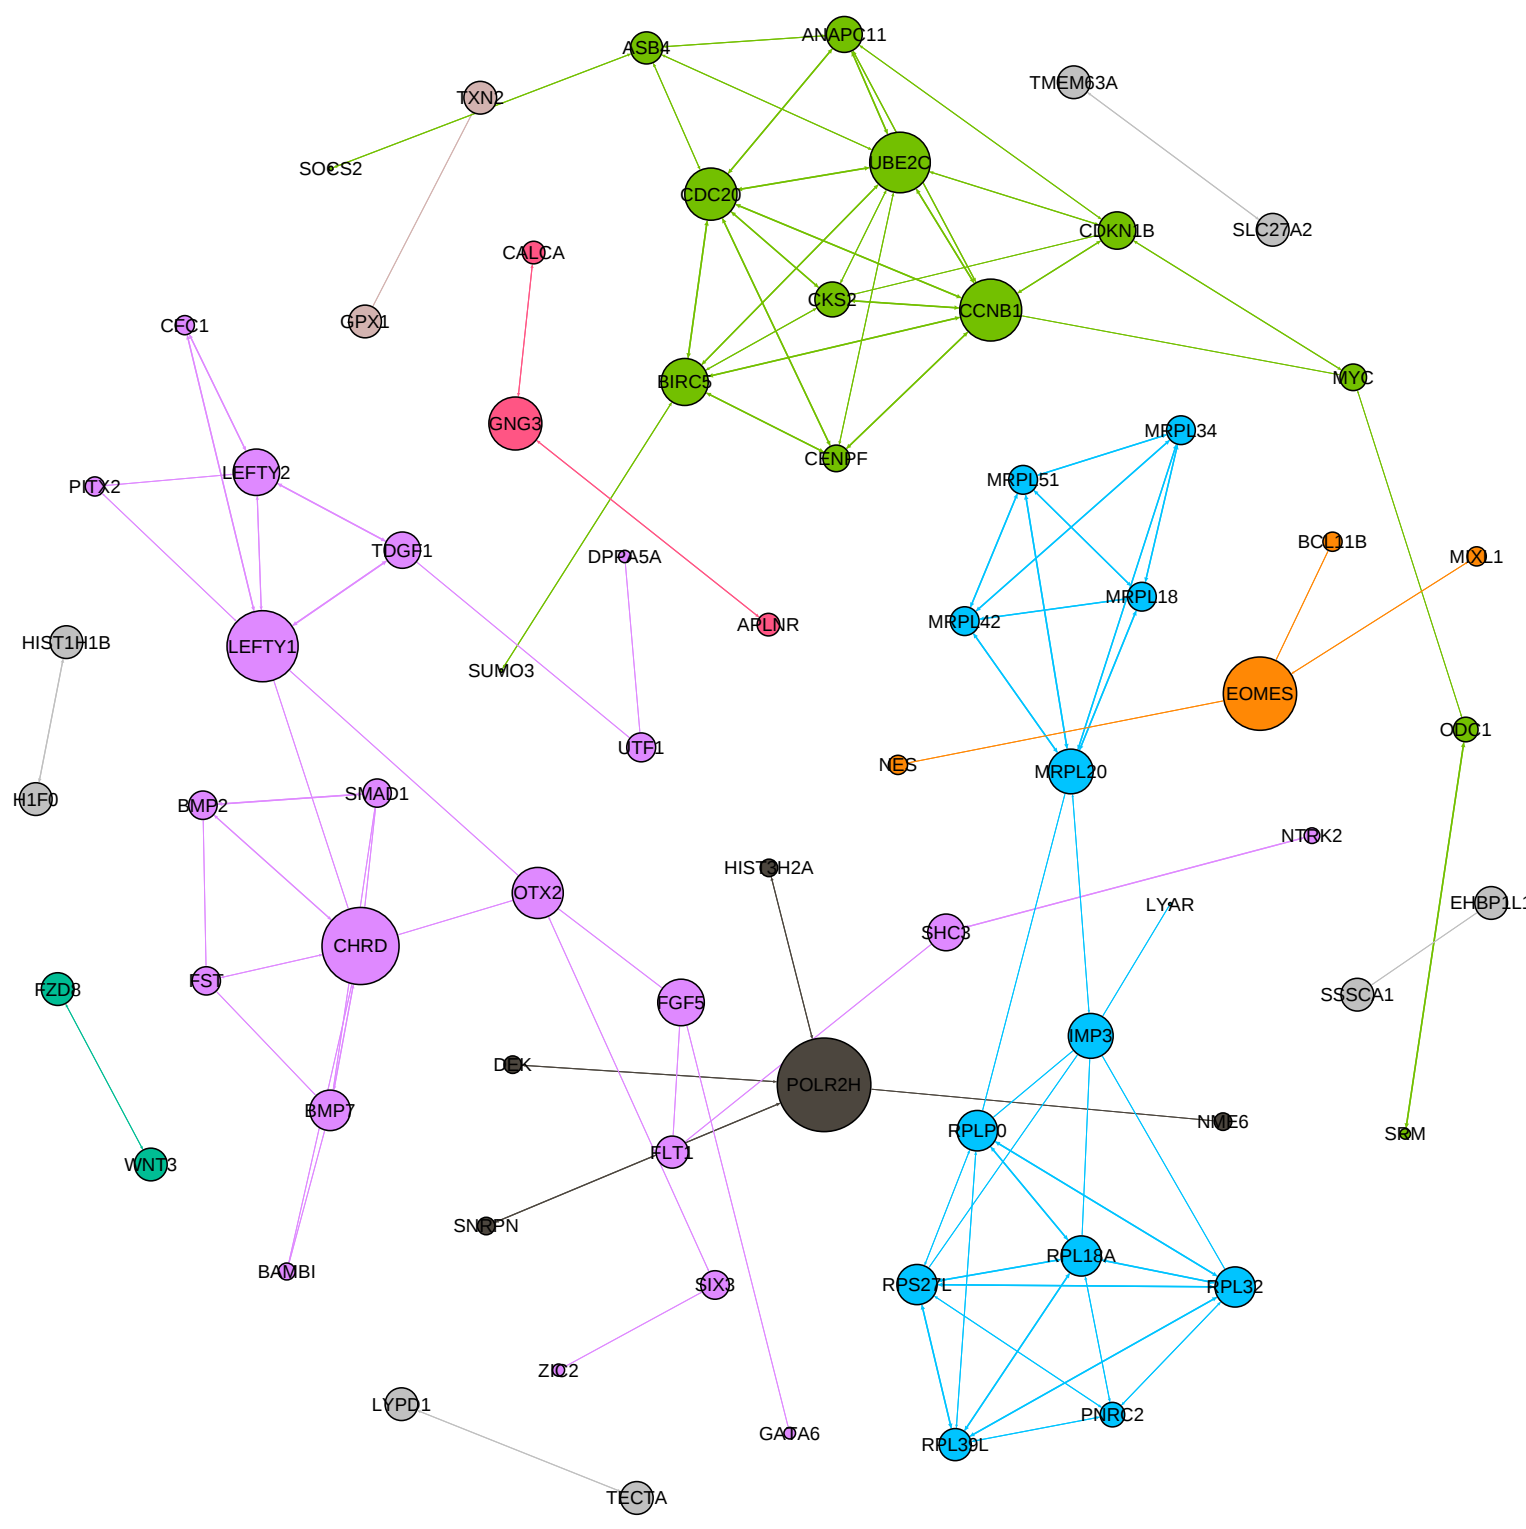 ANAPC11
ASB4
TMEM63A
TXN2
UBE2C
SOCS2
CDC20
SLC27A2
CDKN1B
CALCA
CKS2
CCNB1
GPX1
CFC1
MYC
BIRC5
GNG3
MRPL34
CENPF
LEFTY2
MRPL51
PITX2
BCL11B
TDGF1
DPPA5A
MIXL1
MRPL18
MRPL42
APLNR
HIST1H1B
LEFTY1
SUMO3
EOMES
ODC1
UTF1
NES
MRPL20
SMAD1
H1F0
BMP2
NTRK2
HIST3H2A
OTX2
EHBP1L1
LYAR
SHC3
CHRD
FST
FZD8
SSSCA1
FGF5
IMP3
DEK
POLR2H
BMP7
NME6
RPLP0
SRM
FLT1
WNT3
SNRPN
RPL18A
BAMBI
SIX3
RPS27L
RPL32
ZIC2
LYPD1
PNRC2
GATA6
RPL39L
TECTA